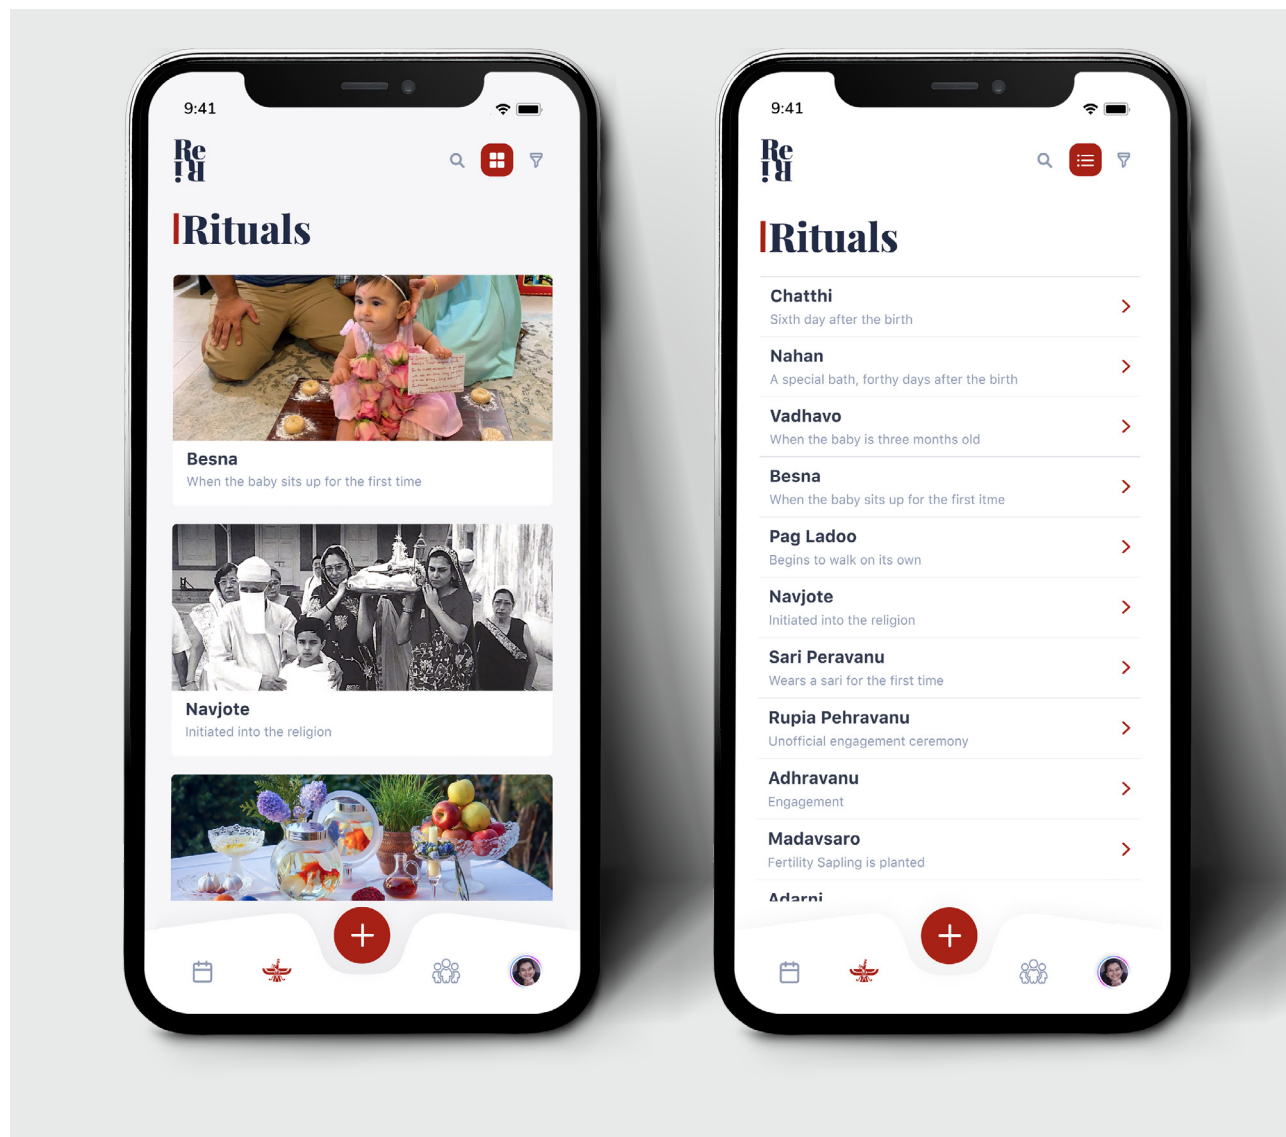 9:41
Re
Ri
Rituals
Besna
When the baby sits up for the first time
Navjote
Initiated into the religion
9:41
Re
Ri
Rituals
Chatthi
Sixth day after the birth
Nahan
A special bath, forthy days after the birth
Vadhavo
When the baby is three months old
Besna
When the baby sits up for the first itme
Pag Ladoo
Begins to walk on its own
Navjote
Initiated into the religion
Sari Peravanu
Wears a sari for the first time
Rupia Pehravanu
Unofficial engagement ceremony
Adhravanu
Engagement
Madavsaro
Fertility Sapling is planted
Adarni